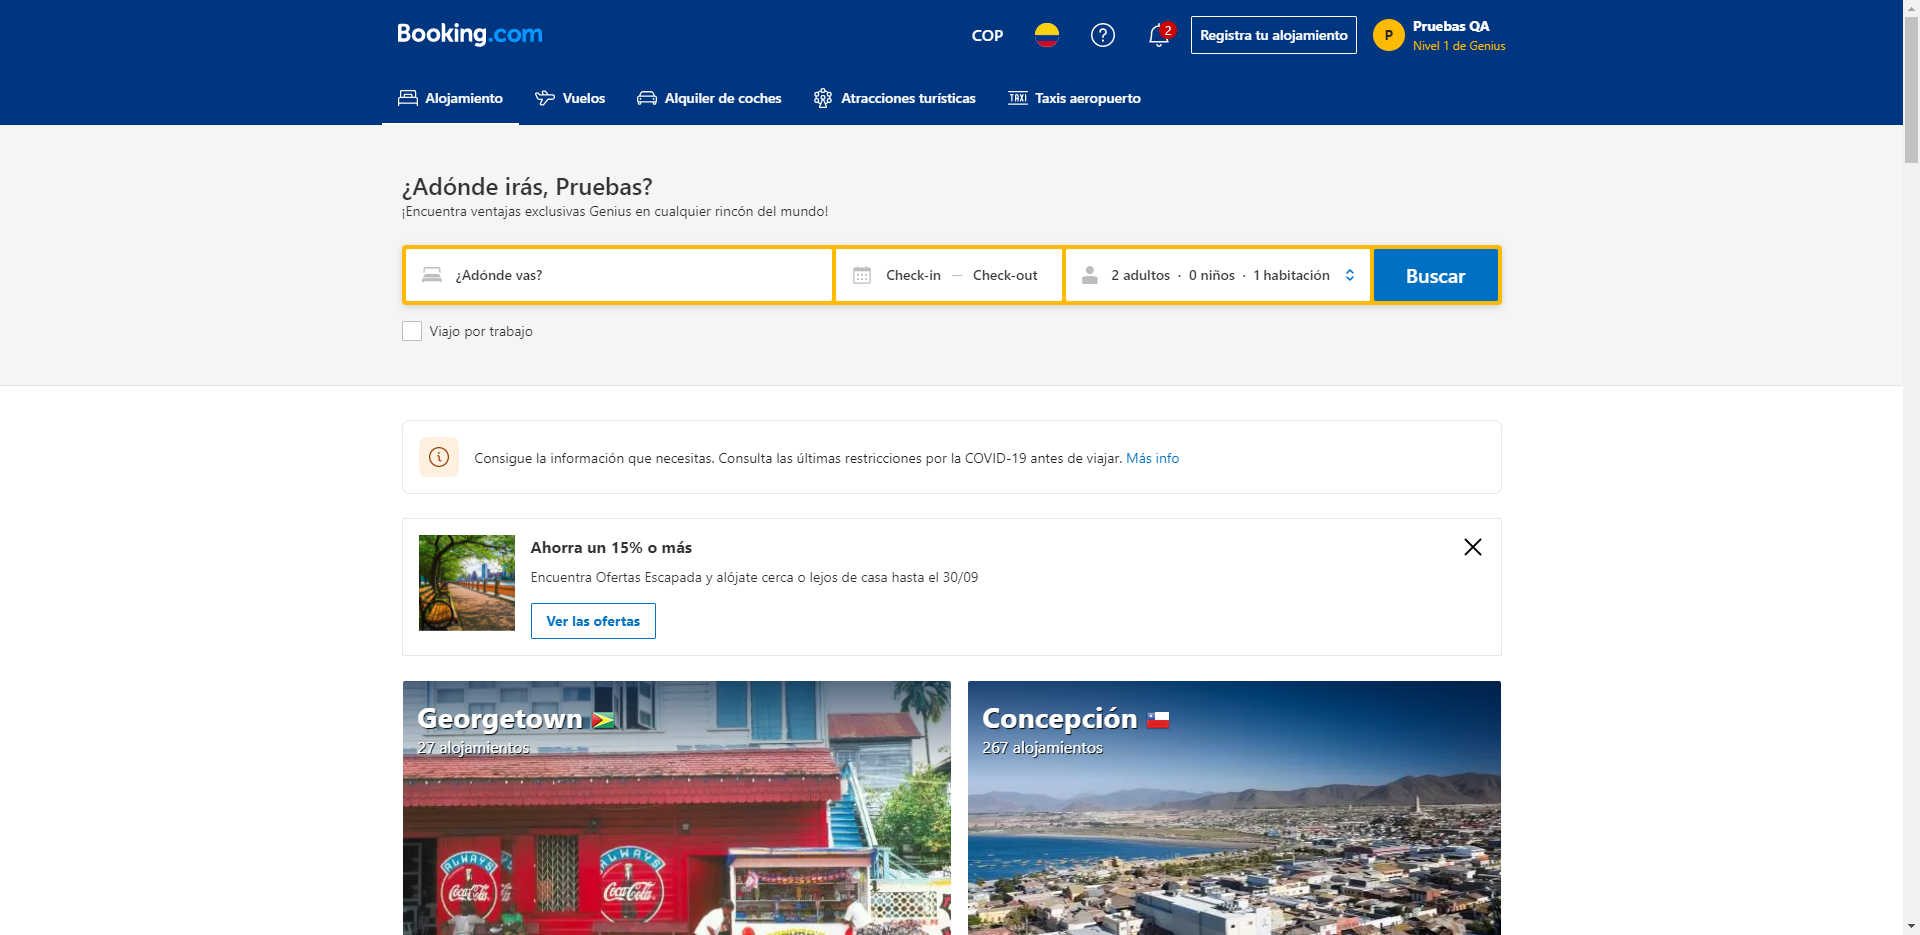 Booking.com
COP
2
Registra tu alojamiento
P
Pruebas QA
Nivel 1 de Genius
Alojamiento
Vuelos
Alquiler de coches
Atracciones turísticas
TAXI
Taxis aeropuerto
¿Adónde irás, Pruebas?
¡Encuentra ventajas exclusivas Genius en cualquier rincón del mundo!
¿Adónde vas?
Check-in — Check-out
2 adultos · 0 niños · 1 habitación
Buscar
Viajo por trabajo
Consigue la información que necesitas. Consulta las últimas restricciones por la COVID-19 antes de viajar. Más info
Ahorra un 15% o más
Encuentra Ofertas Escapada y alójate cerca o lejos de casa hasta el 30/09
Ver las ofertas
Georgetown
27 alojamientos
Concepción
267 alojamientos
ALWAYS
Coca-Cola
ALWAYS
Coca-Cola